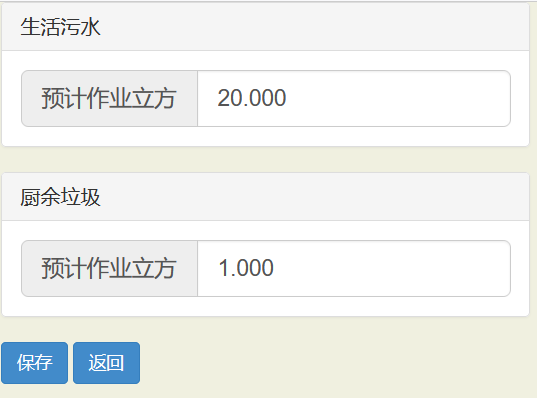 生活污水
预计作业立方 20.000
厨余垃圾
预计作业立方 1.000
保存 返回